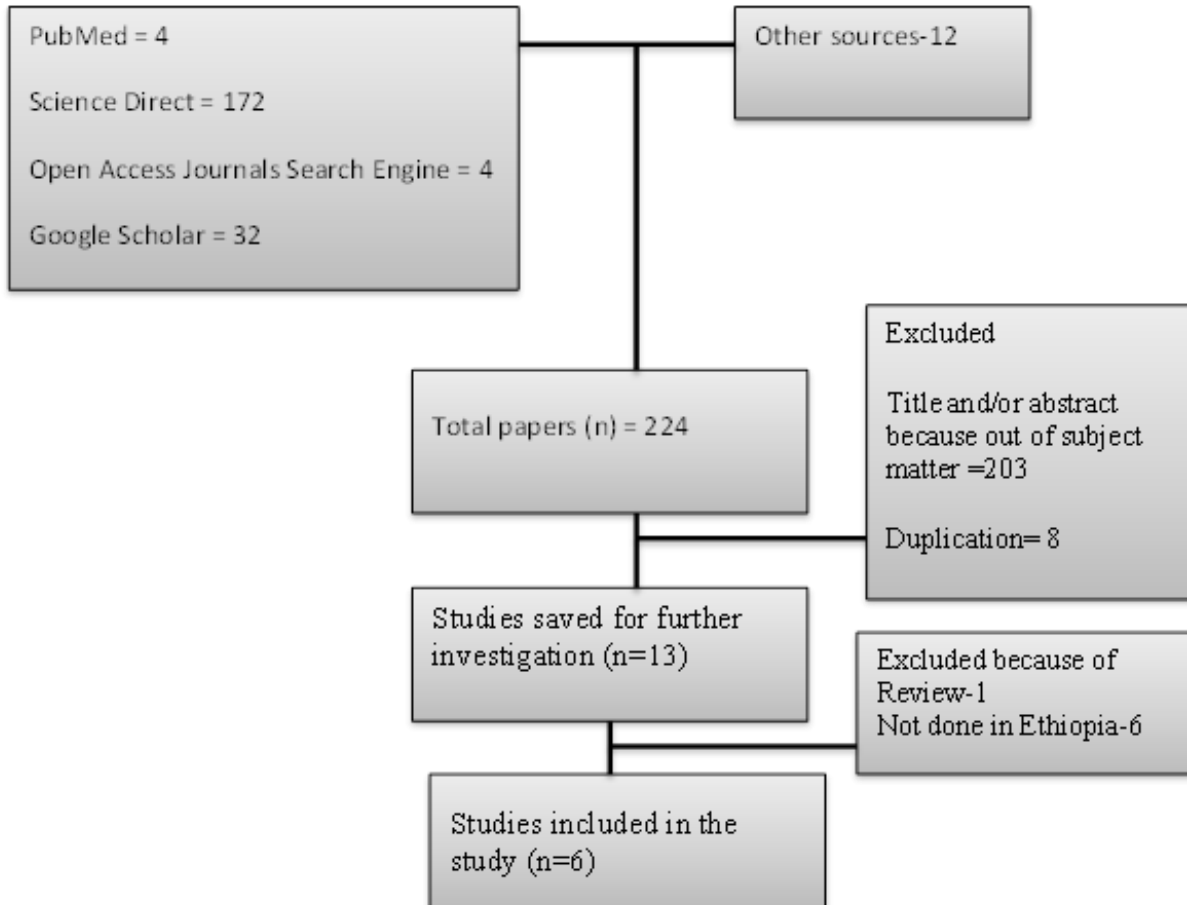 PubMed = 4
Science Direct = 172
Open Access Journals Search Engine = 4
Google Scholar = 32
Other sources-12
Total papers (n) = 224
Excluded
Title and/or abstract
because out of subject
matter =203
Duplication= 8
Studies saved for further
investigation (n=13)
Excluded because of
Review-1
Not done in Ethiopia-6
Studies included in the
study (n=6)